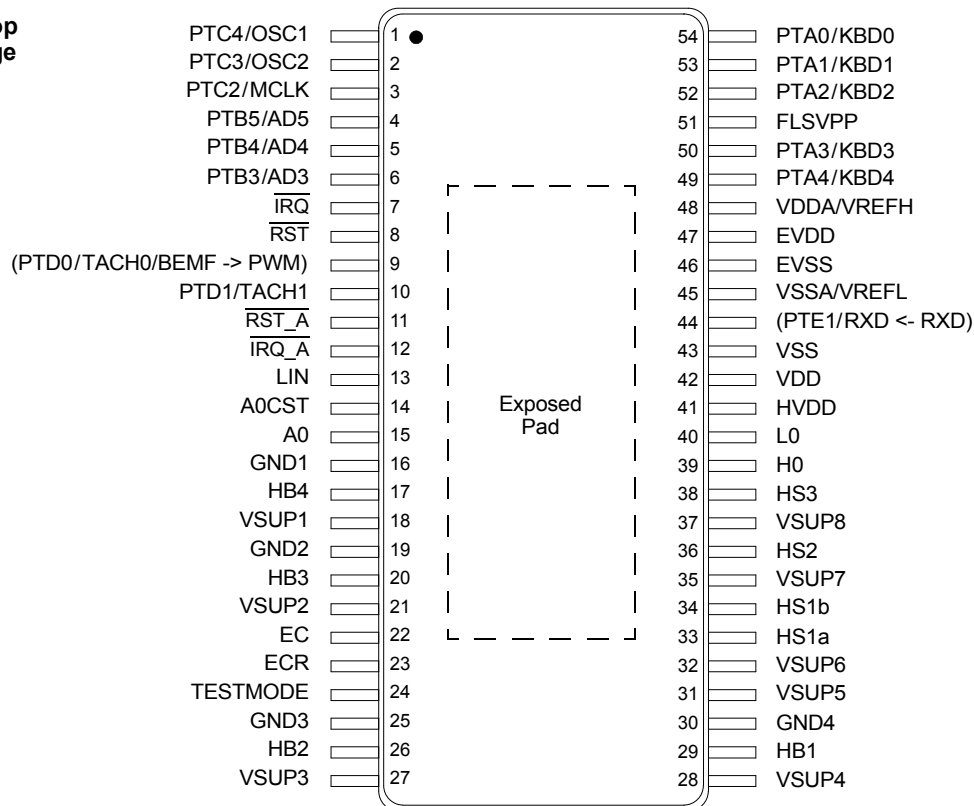 op
ge
PTC4/OSC1 1 54 PTA0/KBD0
PTC3/OSC2 2 53 PTA1/KBD1
PTC2/MCLK 3 52 PTA2/KBD2
PTB5/AD5 4 51 FLSVPP
PTB4/AD4 5 50 PTA3/KBD3
PTB3/AD3 6 49 PTA4/KBD4
IRQ 7 48 VDDA/VREFH
RST 8 47 EVDD
(PTD0/TACH0/BEMF -> PWM) 9 46 EVSS
PTD1/TACH1 10 45 VSSA/VREFL
RST_A 11 44 (PTE1/RXD <- RXD)
IRQ_A 12 43 VSS
LIN 13 42 VDD
A0CST 14 41 HVDD
A0 15 40 L0
GND1 16 39 H0
HB4 17 38 HS3
VSUP1 18 37 VSUP8
GND2 19 36 HS2
HB3 20 35 VSUP7
VSUP2 21 34 HS1b
EC 22 33 HS1a
ECR 23 32 VSUP6
TESTMODE 24 31 VSUP5
GND3 25 30 GND4
HB2 26 29 HB1
VSUP3 27 28 VSUP4
Exposed
Pad